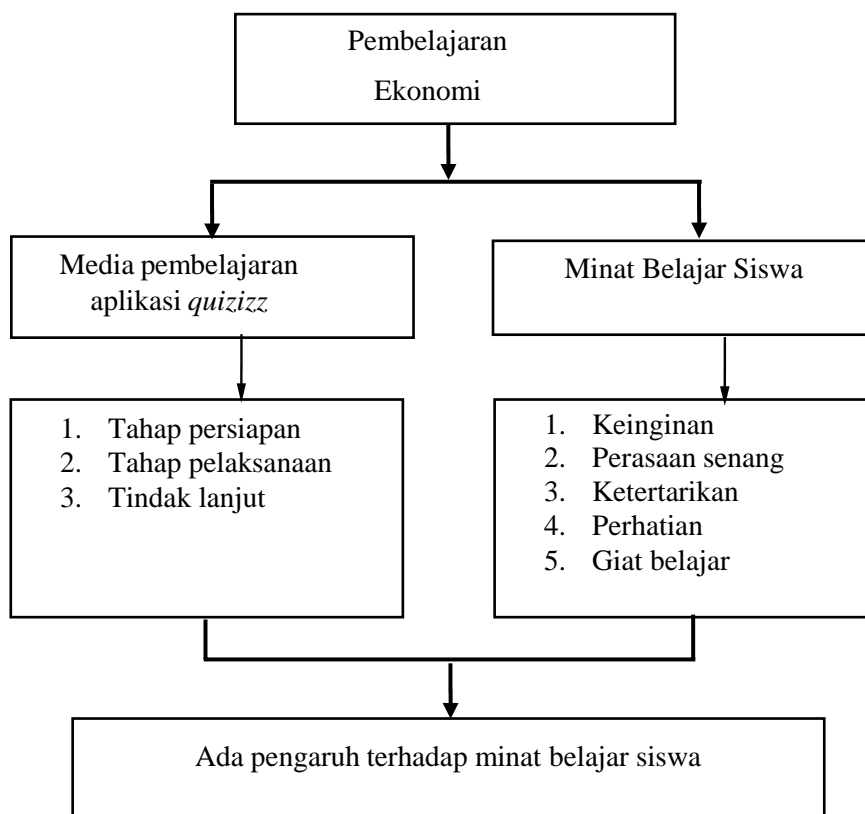 Pembelajaran
Ekonomi
Media pembelajaran
aplikasi quizizz
Minat Belajar Siswa
1. Tahap persiapan
2. Tahap pelaksanaan
3. Tindak lanjut
1. Keinginan
2. Perasaan senang
3. Ketertarikan
4. Perhatian
5. Giat belajar
Ada pengaruh terhadap minat belajar siswa